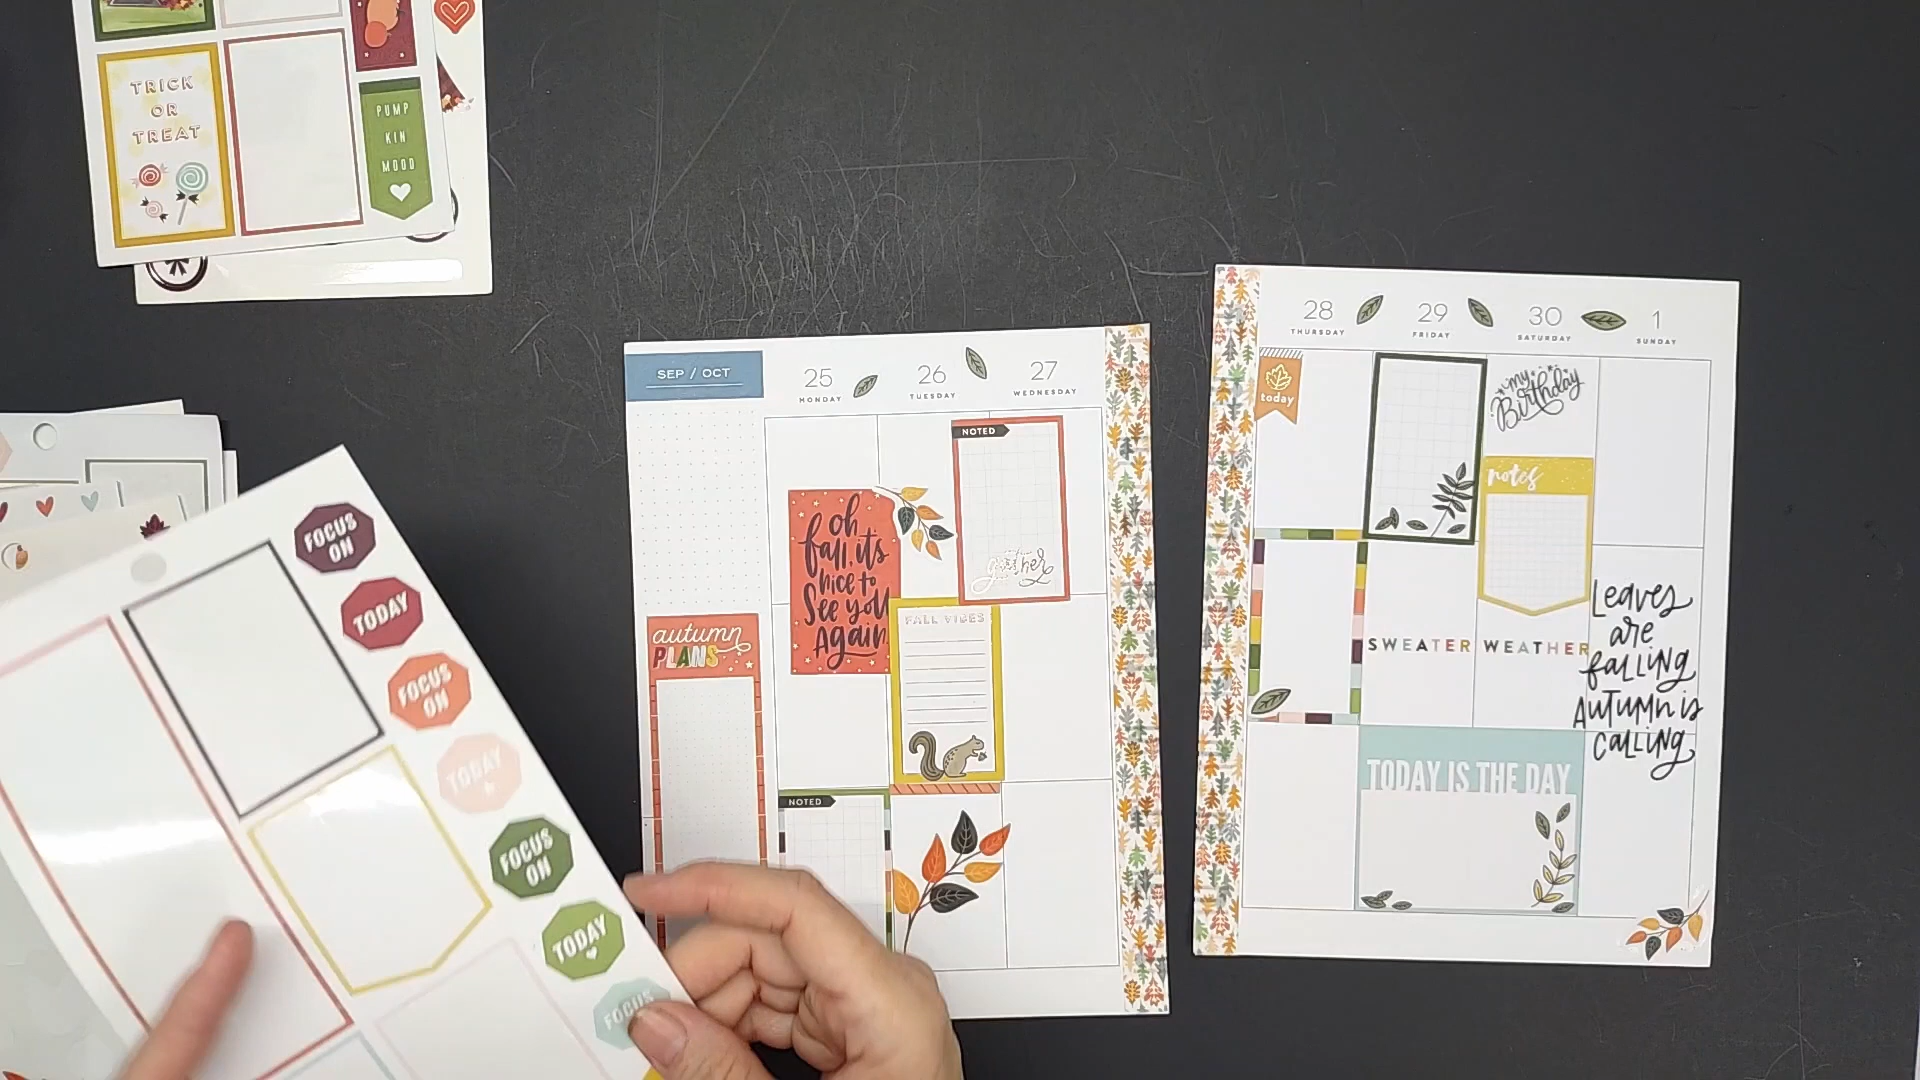 TRICK
OR
TREAT
PUMP
KIN
MOOD
FOCUS
ON
TODAY
FOCUS
ON
TODAY
FOCUS
ON
TODAY
FOCUS
SEP / OCT
25
MONDAY
26
TUESDAY
27
WEDNESDAY
NOTED
oh
fall, it's
nice to
See you
Again
gather
autumn
PLANS
FALL VIBES
NOTED
28
THURSDAY
29
FRIDAY
30
SATURDAY
1
SUNDAY
today
my
Birthday
notes
SWEATER WEATHER
Leaves
are
falling
Autumn is
calling
TODAY IS THE DAY